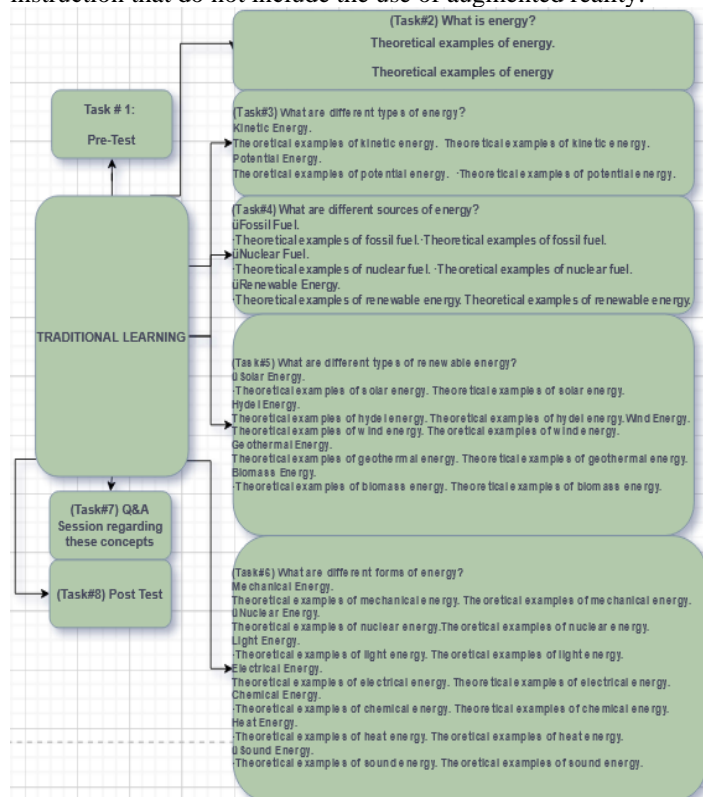 instruction that do not include the use of augmented reality.
(Task#2) What is energy?
Theoretical examples of energy.
Theoretical examples of energy
Task # 1:
Pre-Test
(Task#3) What are different types of energy?
Kinetic Energy.
Theoretical examples of kinetic energy. Theoretical examples of kinetic energy.
Potential Energy.
Theoretical examples of potential energy. ·Theoretical examples of potential energy.
(Task#4) What are different sources of energy?
üFossil Fuel.
·Theoretical examples of fossil fuel.·Theoretical examples of fossil fuel.
üNuclear Fuel.
·Theoretical examples of nuclear fuel. ·Theoretical examples of nuclear fuel.
üRenewable Energy.
·Theoretical examples of renewable energy. Theoretical examples of renewable energy.
TRADITIONAL LEARNING
(Task#5) What are different types of renewable energy?
üSolar Energy.
·Theoretical examples of solar energy. Theoretical examples of solar energy.
Hydel Energy.
Theoretical examples of hydel energy. Theoretical examples of hydel energy.Wind Energy.
Theoretical examples of wind energy. Theoretical examples of wind energy.
Geothermal Energy.
Theoretical examples of geothermal energy. Theoretical examples of geothermal energy.
Biomass Energy.
·Theoretical examples of biomass energy. Theoretical examples of biomass energy.
(Task#7) Q&A
Session regarding
these concepts
(Task#8) Post Test
(Task#6) What are different forms of energy?
Mechanical Energy.
Theoretical examples of mechanical energy. Theoretical examples of mechanical energy.
üNuclear Energy.
Theoretical examples of nuclear energy.Theoretical examples of nuclear energy.
Light Energy.
·Theoretical examples of light energy. Theoretical examples of light energy.
Electrical Energy.
Theoretical examples of electrical energy. Theoretical examples of electrical energy.
Chemical Energy.
·Theoretical examples of chemical energy. Theoretical examples of chemical energy.
Heat Energy.
·Theoretical examples of heat energy. Theoretical examples of heat energy.
üSound Energy.
·Theoretical examples of sound energy. Theoretical examples of sound energy.